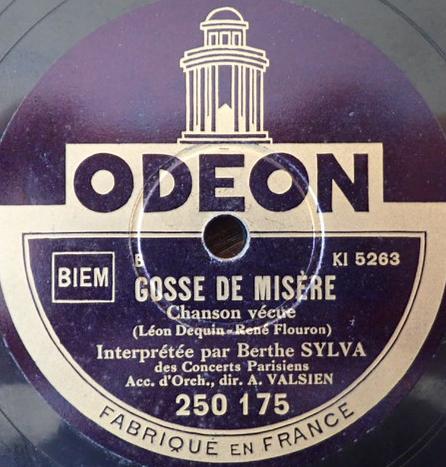 ODEON
BIEM
B
KI 5263
GOSSE DE MISÈRE
Chanson vécue
(Léon Dequin-René Flouron)
Interprétée par Berthe SYLVA
des Concerts Parisiens
Acc. d'Orch., dir. A. VALSIEN
250 175
FABRIQUÉ EN FRANCE